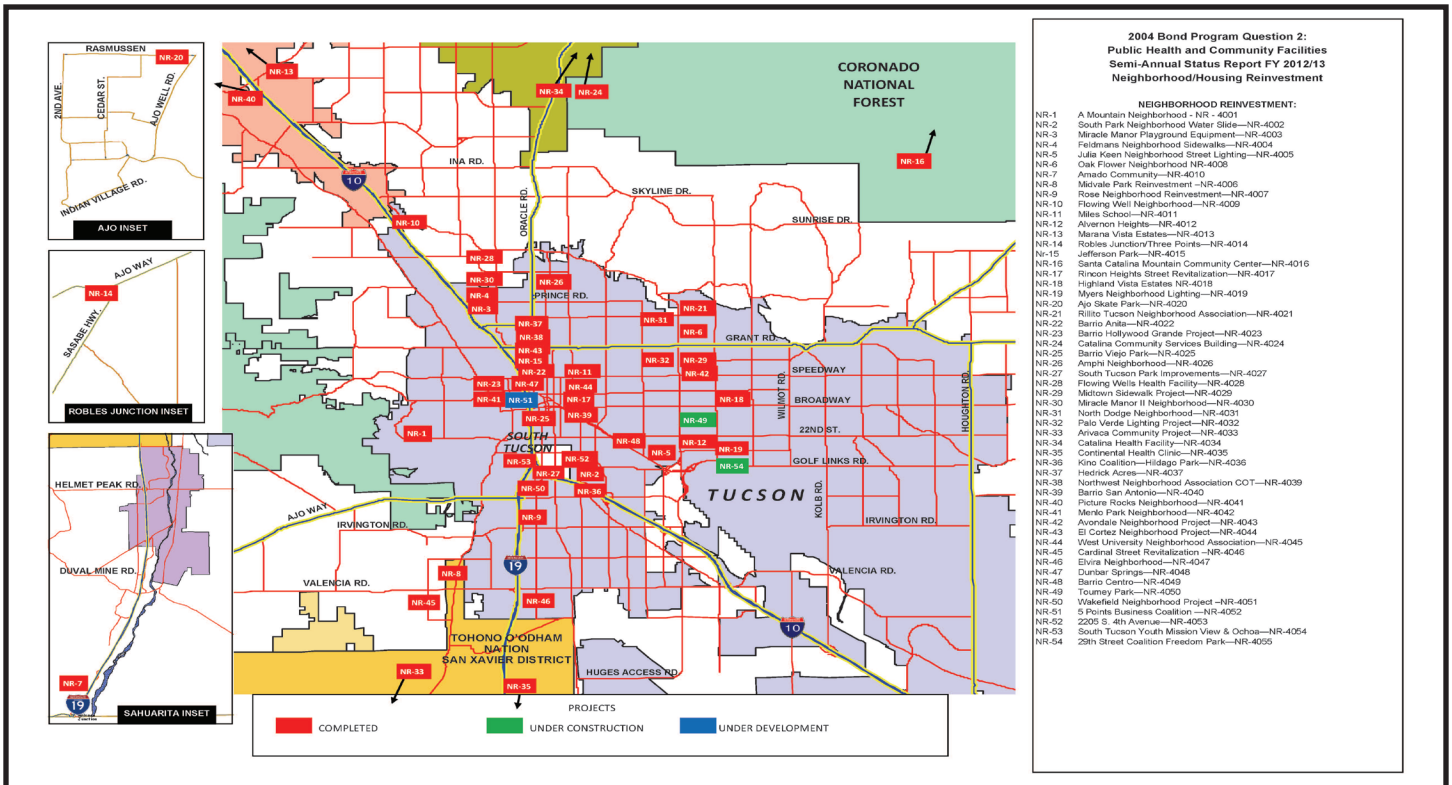 RASMUSSEN
NR-20
2ND AVE.
CEDAR ST.
AJO WELL RD.
INDIAN VILLAGE RD.
AJO INSET
AJO WAY
NR-14
SASABE HWY.
ROBLES JUNCTION INSET
HELMET PEAK RD.
DUVAL MINE RD.
NR-7
19
SAHUARITA INSET
NR-13
NR-40
NR-34
NR-24
CORONADO
NATIONAL
FOREST
NR-16
INA RD.
10
SKYLINE DR.
ORACLE RD.
SUNRISE DR.
NR-10
NR-28
NR-30
NR-26
NR-4
PRINCE RD.
NR-3
NR-21
NR-31
NR-37
NR-6
NR-38
GRANT RD.
NR-43
NR-15
NR-32
NR-29
NR-22
NR-11
NR-42
SPEEDWAY
NR-23
NR-47
NR-44
WILMOT RD.
HOUGHTON RD.
NR-41
NR-51
NR-17
NR-18
BROADWAY
NR-25
NR-39
NR-49
NR-1
22ND ST.
SOUTH
TUCSON
NR-48
NR-12
NR-5
NR-19
NR-53
NR-52
NR-54
GOLF LINKS RD.
NR-27
NR-2
NR-50
NR-36
TUCSON
KOLB RD.
AJO WAY
NR-9
IRVINGTON RD.
IRVINGTON RD.
19
NR-8
VALENCIA RD.
VALENCIA RD.
NR-45
NR-46
10
TOHONO O'ODHAM
NATION
SAN XAVIER DISTRICT
NR-33
NR-35
HUGES ACCESS RD.
PROJECTS
COMPLETED
UNDER CONSTRUCTION
UNDER DEVELOPMENT
2004 Bond Program Question 2:
Public Health and Community Facilities
Semi-Annual Status Report FY 2012/13
Neighborhood/Housing Reinvestment
NEIGHBORHOOD REINVESTMENT:
NR-1 A Mountain Neighborhood - NR - 4001
NR-2 South Park Neighborhood Water Slide—NR-4002
NR-3 Miracle Manor Playground Equipment—NR-4003
NR-4 Feldmans Neighborhood Sidewalks—NR-4004
NR-5 Julia Keen Neighborhood Street Lighting—NR-4005
NR-6 Oak Flower Neighborhood NR-4008
NR-7 Amado Community—NR-4010
NR-8 Midvale Park Reinvestment –NR-4006
NR-9 Rose Neighborhood Reinvestment—NR-4007
NR-10 Flowing Well Neighborhood—NR-4009
NR-11 Miles School—NR-4011
NR-12 Alvernon Heights—NR-4012
NR-13 Marana Vista Estates—NR-4013
NR-14 Robles Junction/Three Points—NR-4014
Nr-15 Jefferson Park—NR-4015
NR-16 Santa Catalina Mountain Community Center—NR-4016
NR-17 Rincon Heights Street Revitalization—NR-4017
NR-18 Highland Vista Estates NR-4018
NR-19 Myers Neighborhood Lighting—NR-4019
NR-20 Ajo Skate Park—NR-4020
NR-21 Rillito Tucson Neighborhood Association—NR-4021
NR-22 Barrio Anita—NR-4022
NR-23 Barrio Hollywood Grande Project—NR-4023
NR-24 Catalina Community Services Building—NR-4024
NR-25 Barrio Viejo Park—NR-4025
NR-26 Amphi Neighborhood—NR-4026
NR-27 South Tucson Park Improvements—NR-4027
NR-28 Flowing Wells Health Facility—NR-4028
NR-29 Midtown Sidewalk Project—NR-4029
NR-30 Miracle Manor II Neighborhood—NR-4030
NR-31 North Dodge Neighborhood—NR-4031
NR-32 Palo Verde Lighting Project—NR-4032
NR-33 Arivaca Community Project—NR-4033
NR-34 Catalina Health Facility—NR-4034
NR-35 Continental Health Clinic—NR-4035
NR-36 Kino Coalition—Hildago Park—NR-4036
NR-37 Hedrick Acres—NR-4037
NR-38 Northwest Neighborhood Association COT—NR-4039
NR-39 Barrio San Antonio—NR-4040
NR-40 Picture Rocks Neighborhood—NR-4041
NR-41 Menlo Park Neighborhood—NR-4042
NR-42 Avondale Neighborhood Project—NR-4043
NR-43 El Cortez Neighborhood Project—NR-4044
NR-44 West University Neighborhood Association—NR-4045
NR-45 Cardinal Street Revitalization –NR-4046
NR-46 Elvira Neighborhood—NR-4047
NR-47 Dunbar Springs—NR-4048
NR-48 Barrio Centro—NR-4049
NR-49 Toumey Park—NR-4050
NR-50 Wakefield Neighborhood Project –NR-4051
NR-51 5 Points Business Coalition —NR-4052
NR-52 2205 S. 4th Avenue—NR-4053
NR-53 South Tucson Youth Mission View & Ochoa—NR-4054
NR-54 29th Street Coalition Freedom Park—NR-4055